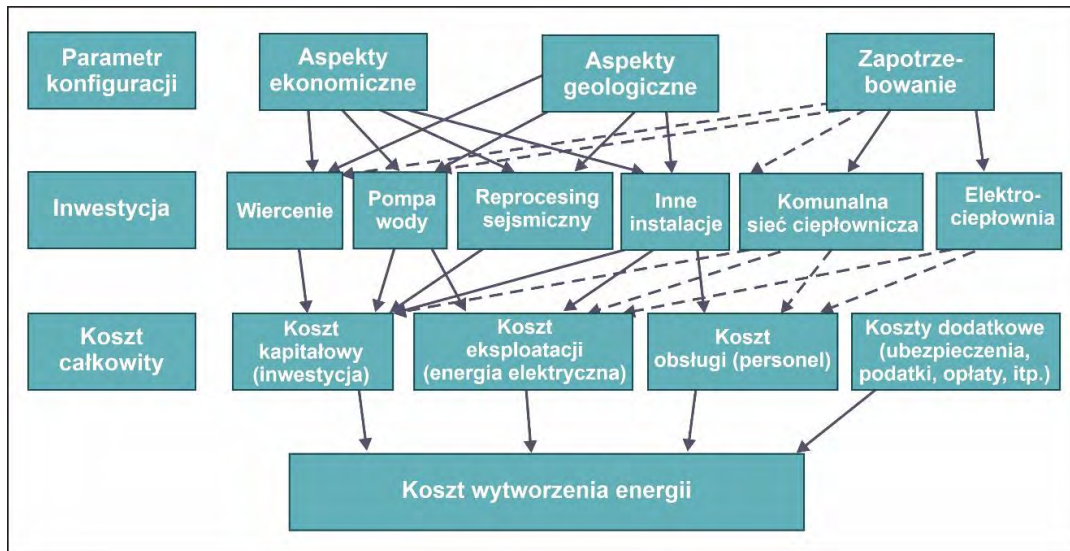 Parametr
konfiguracji
Aspekty
ekonomiczne
Aspekty
geologiczne
Zapotrze-
bowanie
Inwestycja
Wiercenie
Pompa
wody
Reprocesing
sejsmiczny
Inne
instalacje
Komunalna
sieć ciepłownicza
Elektro-
ciepłownia
Koszt
całkowity
Koszt
kapitałowy
(inwestycja)
Koszt
eksploatacji
(energia elektryczna)
Koszt
obsługi (personel)
Koszty dodatkowe
(ubezpieczenia,
podatki, opłaty, itp.)
Koszt wytworzenia energii